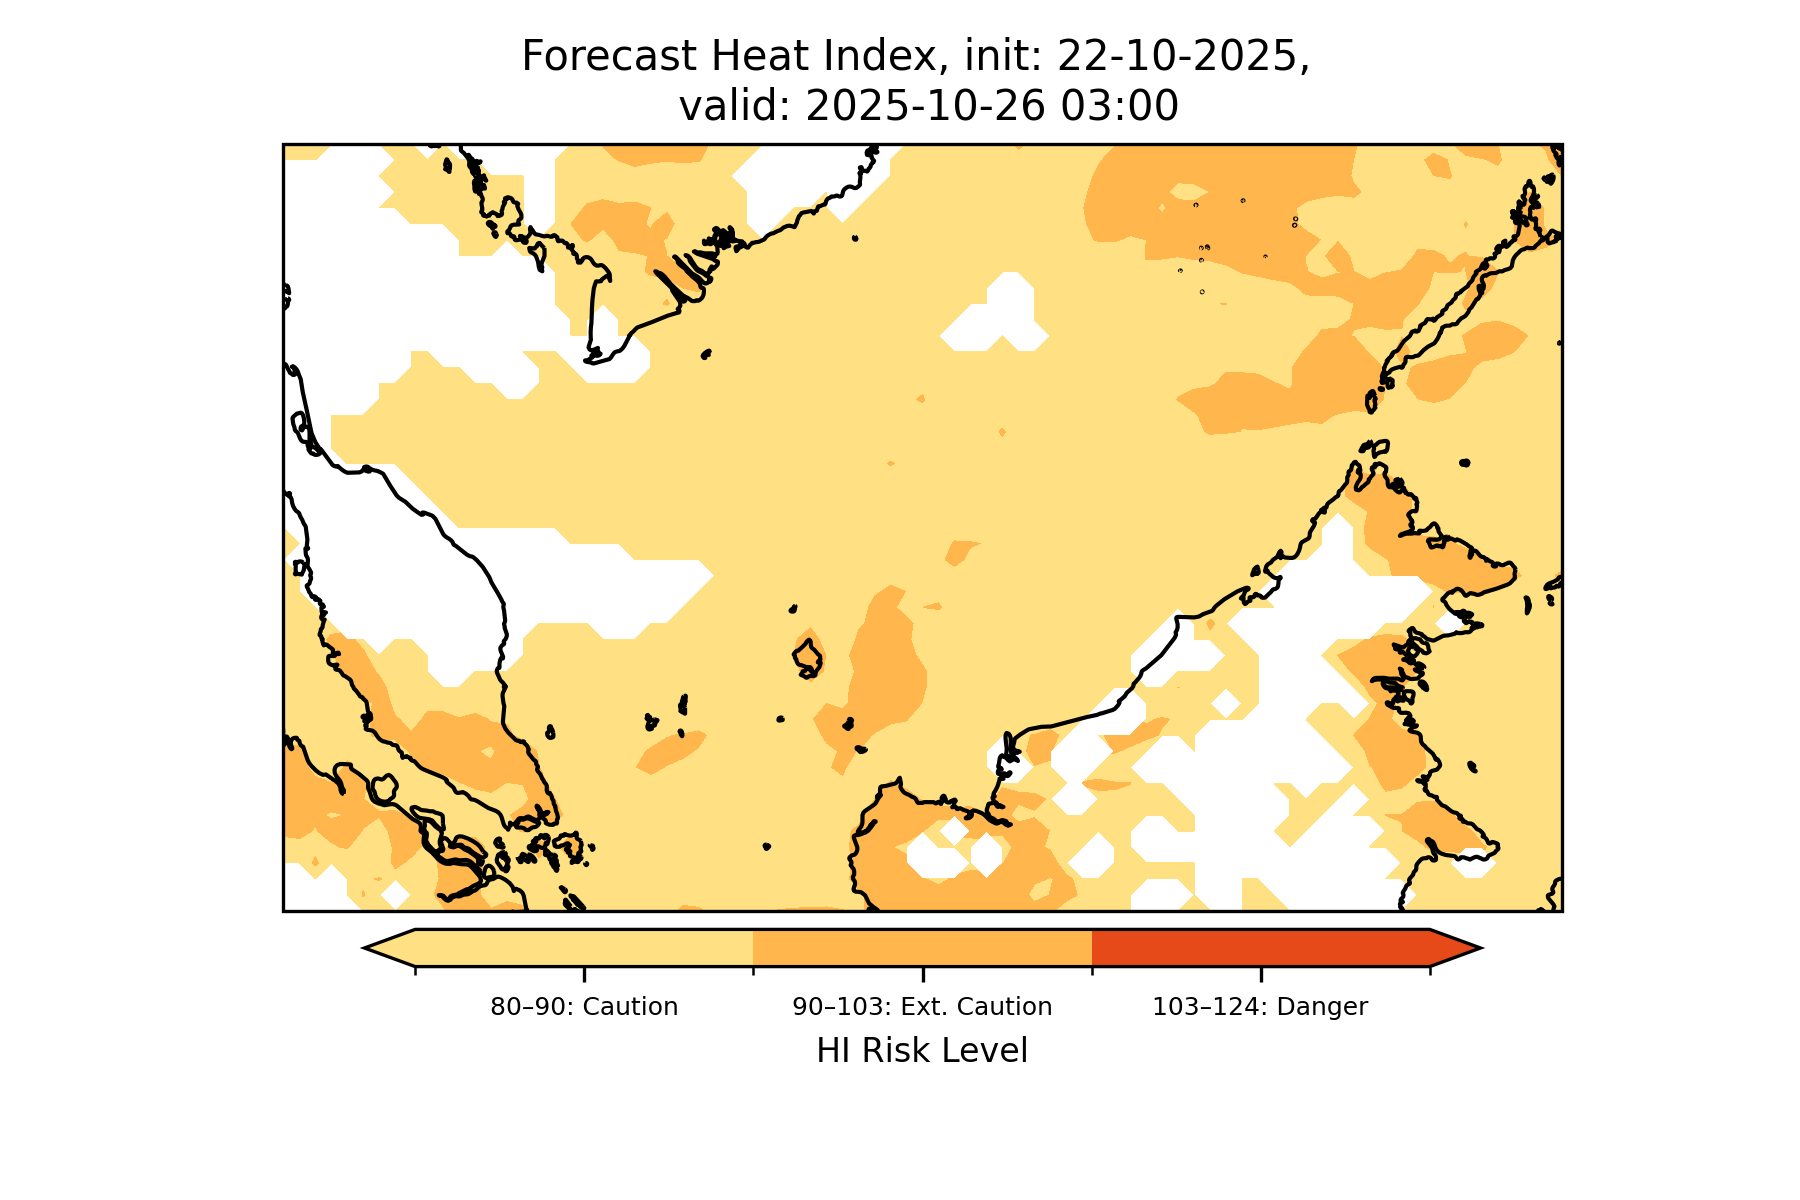 Forecast Heat Index, init: 22-10-2025,
valid: 2025-10-26 03:00
80–90: Caution
90–103: Ext. Caution
103–124: Danger
HI Risk Level